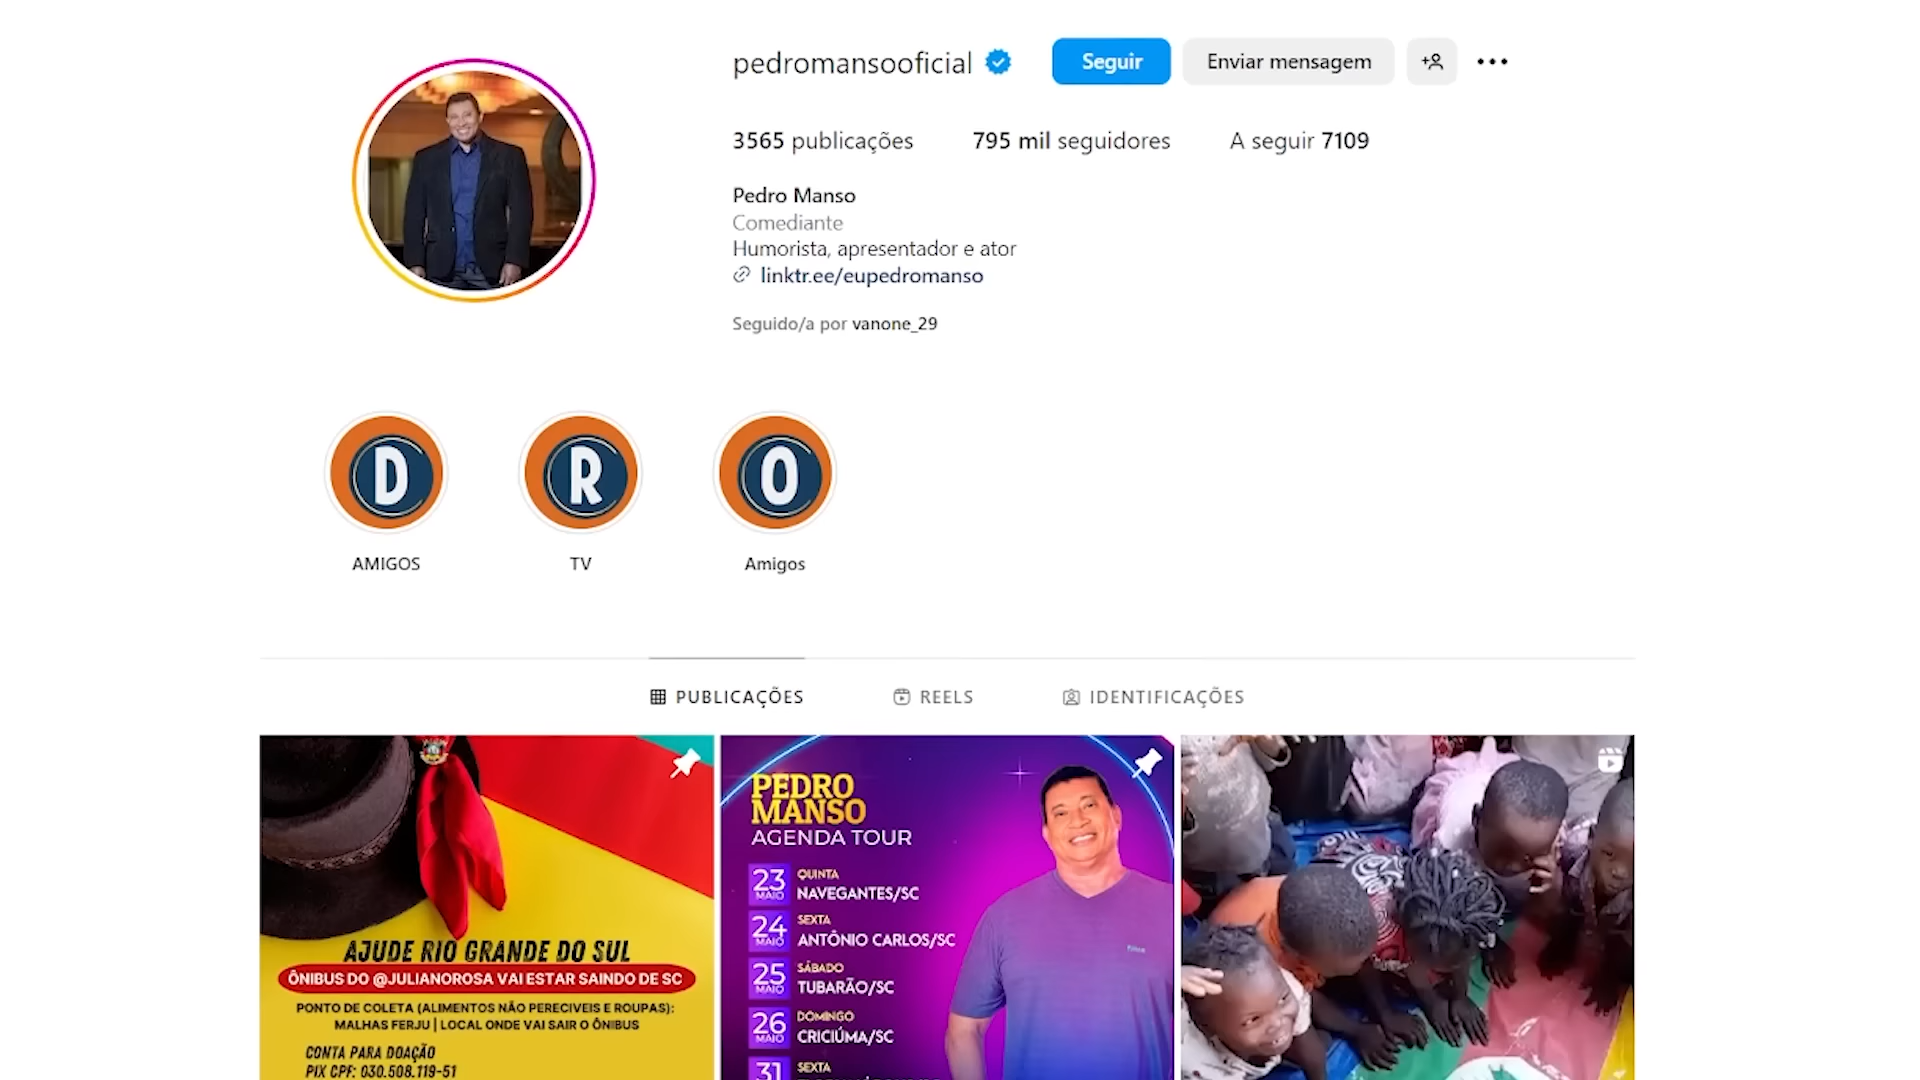 pedromansooficial
Seguir
Enviar mensagem
3565 publicações
795 mil seguidores
A seguir 7109
Pedro Manso
Comediante
Humorista, apresentador e ator
linktr.ee/eupedromanso
Seguido/a por vanone_29
D
R
O
AMIGOS
TV
Amigos
PUBLICAÇÕES
REELS
IDENTIFICAÇÕES
AJUDE RIO GRANDE DO SUL
ÔNIBUS DO @JULIANOROSA VAI ESTAR SAINDO DE SC
PONTO DE COLETA (ALIMENTOS NÃO PERECIVEIS E ROUPAS):
MALHAS FERJU | LOCAL ONDE VAI SAIR O ÔNIBUS
CONTA PARA DOAÇÃO
PIX CPF: 030.508.119-51
PEDRO
MANSO
AGENDA TOUR
23 MAIO
QUINTA
NAVEGANTES/SC
24 MAIO
SEXTA
ANTÔNIO CARLOS/SC
25 MAIO
SÁBADO
TUBARÃO/SC
26 MAIO
DOMINGO
CRICIÚMA/SC
31
SEXTA